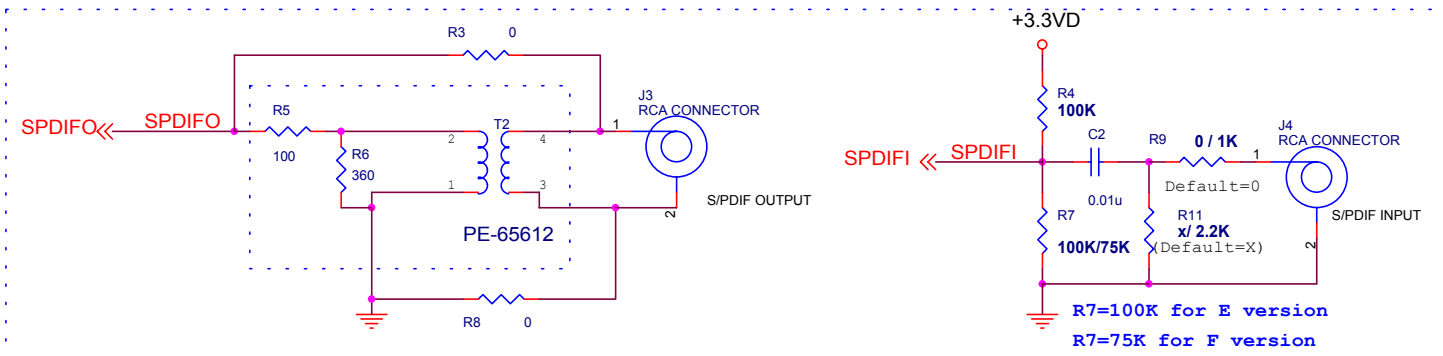 +3.3VD
R3 0
R5
100
R6
360
T2
2
4
1
3
PE-65612
SPDIFO
SPDIFO
J3
RCA CONNECTOR
1
2
S/PDIF OUTPUT
R8 0
R4
100K
SPDIFI
SPDIFI
C2
0.01u
R9
0 / 1K
Default=0
J4
RCA CONNECTOR
1
2
S/PDIF INPUT
R7
100K/75K
R11
x/ 2.2K
(Default=X)
R7=100K for E version
R7=75K for F version